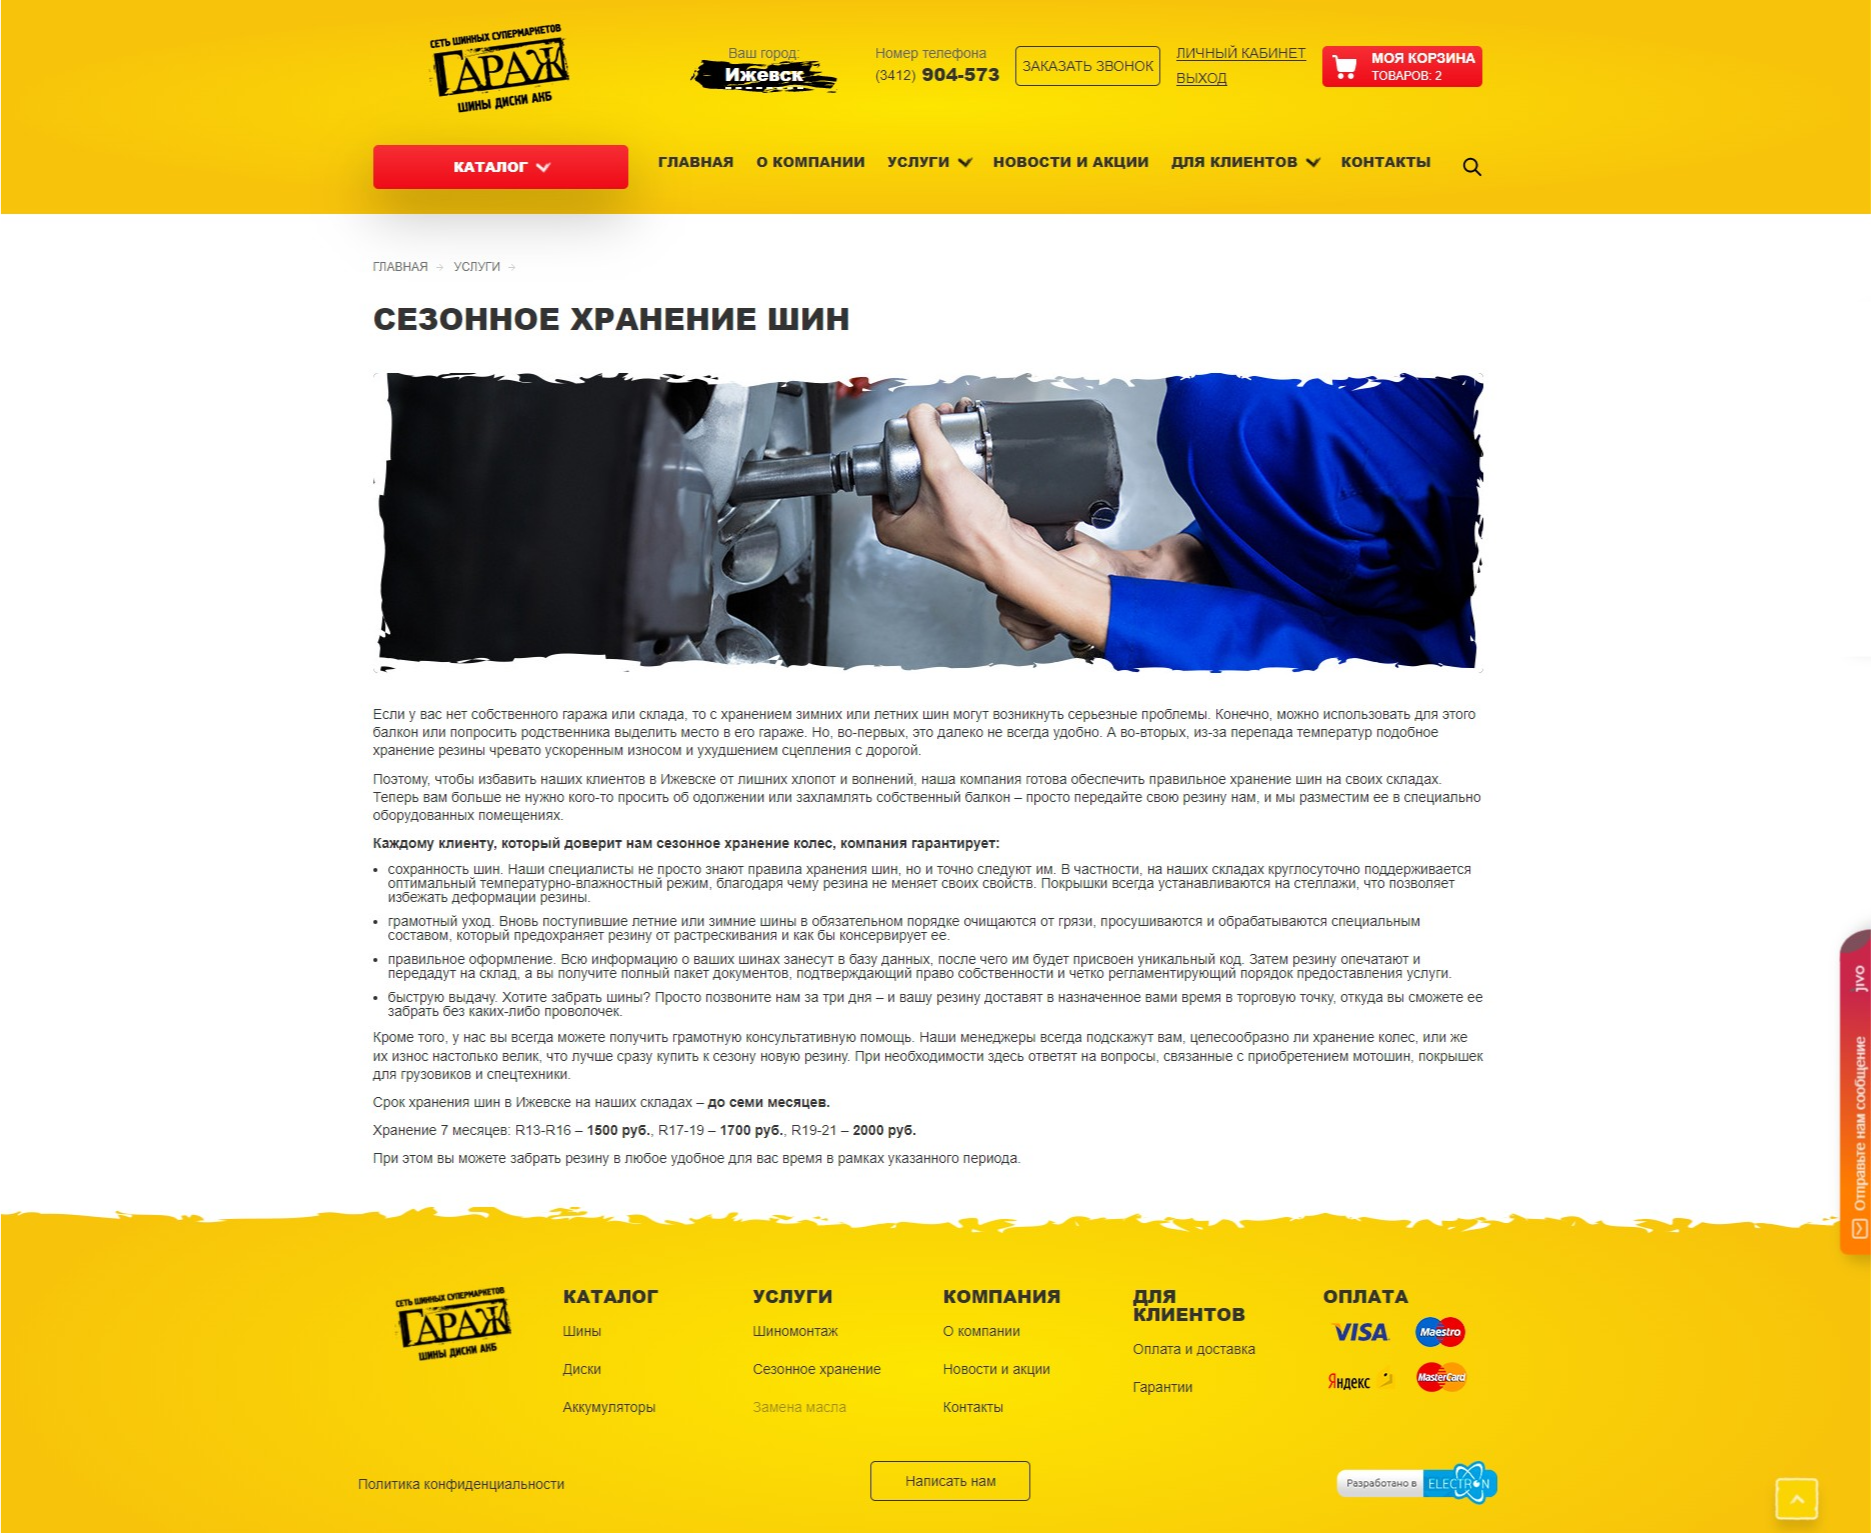 СЕТЬ ШИННЫХ СУПЕРМАРКЕТОВ
ГАРАЖ
ШИНЫ ДИСКИ АКБ
Ваш город:
Ижевск
Номер телефона
(3412) 904-573
ЗАКАЗАТЬ ЗВОНОК
ЛИЧНЫЙ КАБИНЕТ
ВЫХОД
МОЯ КОРЗИНА
ТОВАРОВ: 2
КАТАЛОГ
ГЛАВНАЯ О КОМПАНИИ УСЛУГИ НОВОСТИ И АКЦИИ ДЛЯ КЛИЕНТОВ КОНТАКТЫ
ГЛАВНАЯ → УСЛУГИ →
СЕЗОННОЕ ХРАНЕНИЕ ШИН
Если у вас нет собственного гаража или склада, то с хранением зимних или летних шин могут возникнуть серьезные проблемы. Конечно, можно использовать для этого
балкон или попросить родственника выделить место в его гараже. Но, во-первых, это далеко не всегда удобно. А во-вторых, из-за перепада температур подобное
хранение резины чревато ускоренным износом и ухудшением сцепления с дорогой.
Поэтому, чтобы избавить наших клиентов в Ижевске от лишних хлопот и волнений, наша компания готова обеспечить правильное хранение шин на своих складах.
Теперь вам больше не нужно кого-то просить об одолжении или захламлять собственный балкон – просто передайте свою резину нам, и мы разместим ее в специально
оборудованных помещениях.
Каждому клиенту, который доверит нам сезонное хранение колес, компания гарантирует:
• сохранность шин. Наши специалисты не просто знают правила хранения шин, но и точно следуют им. В частности, на наших складах круглосуточно поддерживается
оптимальный температурно-влажностный режим, благодаря чему резина не меняет своих свойств. Покрышки всегда устанавливаются на стеллажи, что позволяет
избежать деформации резины.
• грамотный уход. Вновь поступившие летние или зимние шины в обязательном порядке очищаются от грязи, просушиваются и обрабатываются специальным
составом, который предохраняет резину от растрескивания и как бы консервирует ее.
• правильное оформление. Всю информацию о ваших шинах занесут в базу данных, после чего им будет присвоен уникальный код. Затем резину опечатают и
передадут на склад, а вы получите полный пакет документов, подтверждающий право собственности и четко регламентирующий порядок предоставления услуги.
• быструю выдачу. Хотите забрать шины? Просто позвоните нам за три дня – и вашу резину доставят в назначенное вами время в торговую точку, откуда вы сможете ее
забрать без каких-либо проволочек.
Кроме того, у нас вы всегда можете получить грамотную консультативную помощь. Наши менеджеры всегда подскажут вам, целесообразно ли хранение колес, или же
их износ настолько велик, что лучше сразу купить к сезону новую резину. При необходимости здесь ответят на вопросы, связанные с приобретением мотошин, покрышек
для грузовиков и спецтехники.
Срок хранения шин в Ижевске на наших складах – до семи месяцев.
Хранение 7 месяцев: R13-R16 – 1500 руб., R17-19 – 1700 руб., R19-21 – 2000 руб.
При этом вы можете забрать резину в любое удобное для вас время в рамках указанного периода.
jivo
Отправьте нам сообщение
СЕТЬ ШИННЫХ СУПЕРМАРКЕТОВ
ГАРАЖ
ШИНЫ ДИСКИ АКБ
КАТАЛОГ
Шины
Диски
Аккумуляторы
УСЛУГИ
Шиномонтаж
Сезонное хранение
Замена масла
КОМПАНИЯ
О компании
Новости и акции
Контакты
ДЛЯ
КЛИЕНТОВ
Оплата и доставка
Гарантии
ОПЛАТА
VISA
Maestro
Яндекс
MasterCard
Политика конфиденциальности
Написать нам
Разработано в ELECTRON